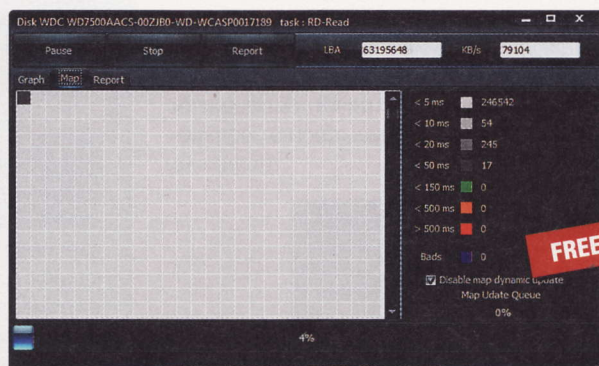 Disk WDC WD7500AACS-00ZJB0-WD-WCASP0017189 task : RD-Read
Pause Stop Report LBA 63195648 KB/s 79104
Graph Map Report
< 5 ms 246542
< 10 ms 54
< 20 ms 245
< 50 ms 17
< 150 ms 0
< 500 ms 0
> 500 ms 0
Bads 0
FREE
Disable map dynamic update
Map Udate Queue
0%
4%